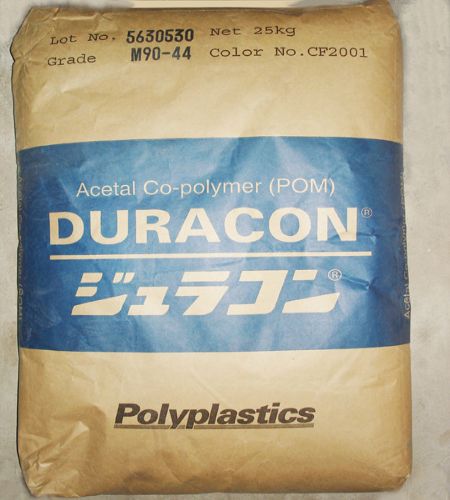 Lot No. 5630530 Net 25kg
Grade M90-44 Color No.CF2001
Acetal Co-polymer (POM)
DURACON®
ジュラコン®
Polyplastics